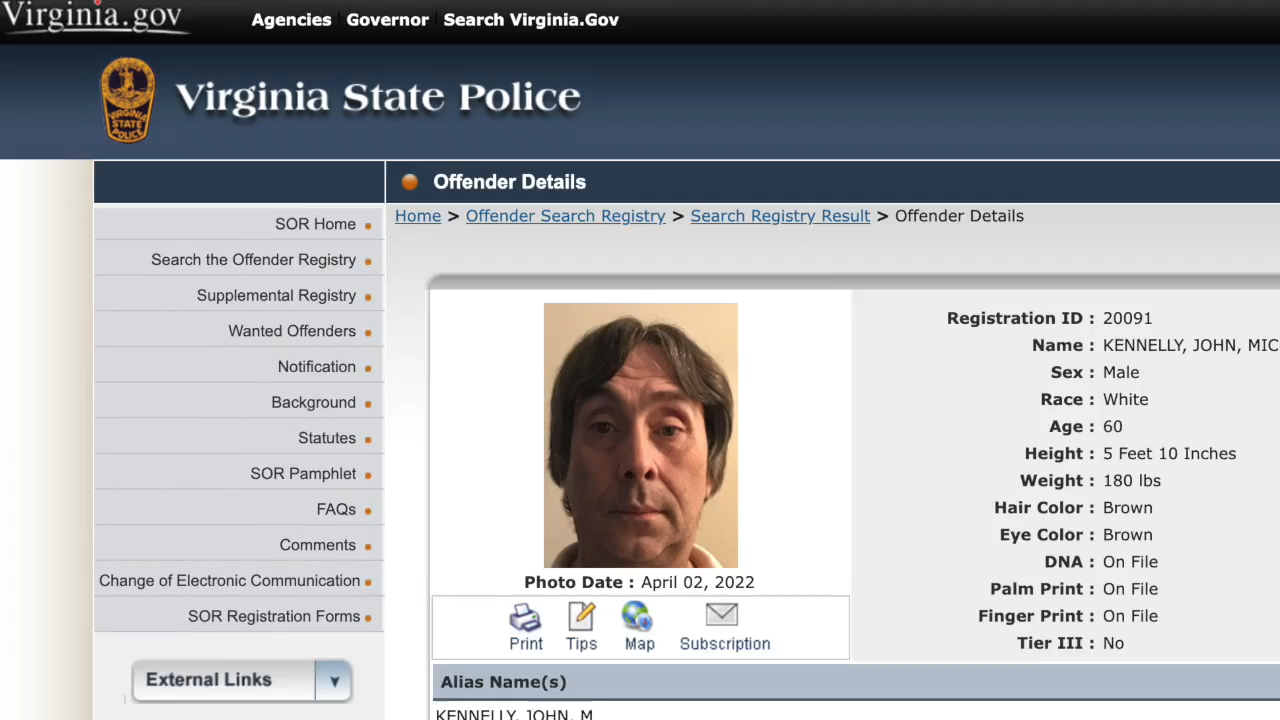 Virginia.gov
Agencies Governor Search Virginia.Gov
VIRGINIA STATE POLICE
Virginia State Police
Offender Details
Home > Offender Search Registry > Search Registry Result > Offender Details
SOR Home
Search the Offender Registry
Supplemental Registry
Wanted Offenders
Notification
Background
Statutes
SOR Pamphlet
FAQs
Comments
Change of Electronic Communication
SOR Registration Forms
External Links
Registration ID : 20091
Name : KENNELLY, JOHN, MIC
Sex : Male
Race : White
Age : 60
Height : 5 Feet 10 Inches
Weight : 180 lbs
Hair Color : Brown
Eye Color : Brown
DNA : On File
Palm Print : On File
Finger Print : On File
Tier III : No
Photo Date : April 02, 2022
Print Tips Map Subscription
Alias Name(s)
KENNELLY, JOHN, M